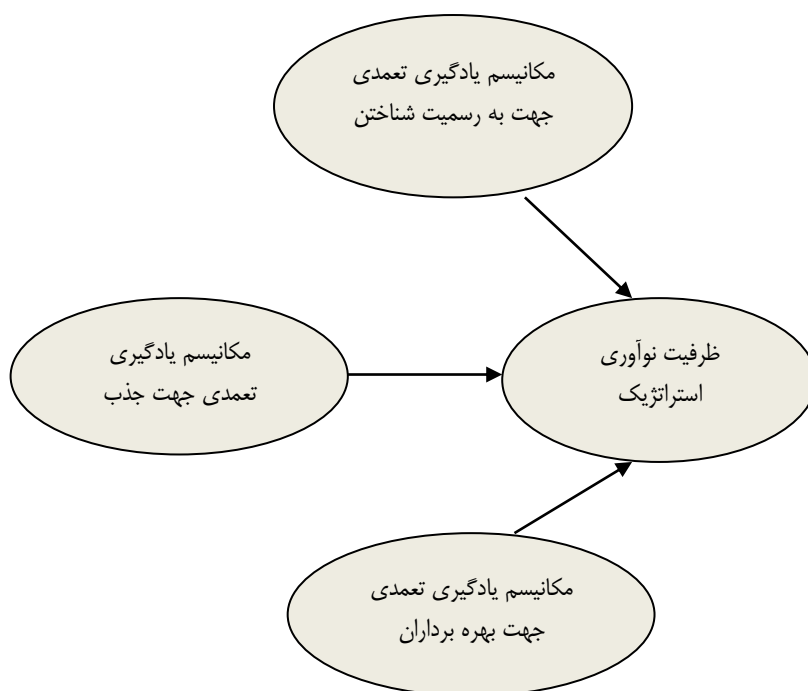 مکانیسم یادگیری تعمدی
جهت به رسمیت شناختن
مکانیسم یادگیری
تعمدی جهت جذب
ظرفیت نوآوری
استراتژیک
مکانیسم یادگیری تعمدی
جهت بهره برداران